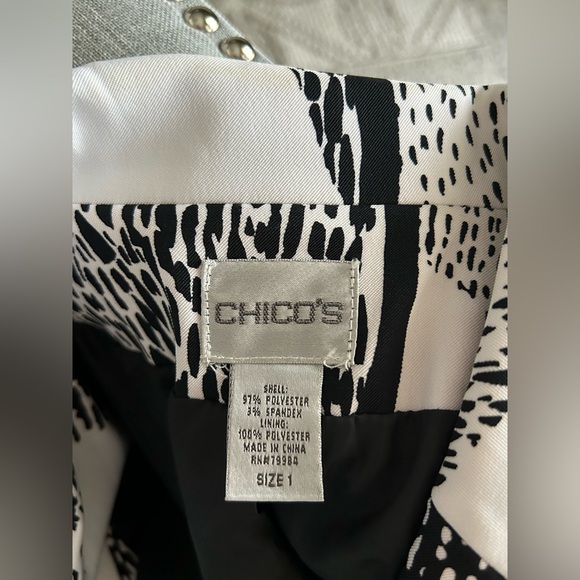 CHICO'S
SHELL:
97% POLYESTER
3% SPANDEX
LINING:
100% POLYESTER
MADE IN CHINA
RN#79984
SIZE 1